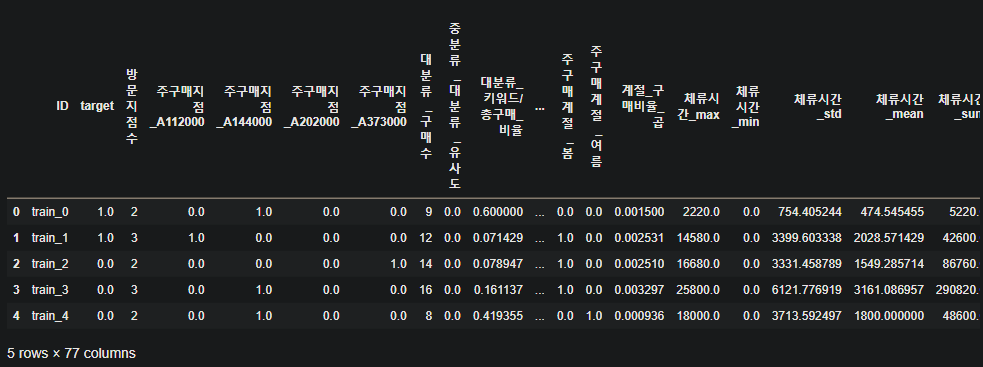 ID target 방문지점수 주구매지점_A112000 주구매지점_A144000 주구매지점_A202000 주구매지점_A373000 대분류_구매수 중분류_대분류_유사도 대분류_키워드/총구매_비율 ... 주구매계절_봄 주구매계절_여름 계절_구매비율_곱 체류시간_max 체류시간_min 체류시간_std 체류시간_mean 체류시간_sum
0 train_0 1.0 2 0.0 1.0 0.0 0.0 9 0.0 0.600000 ... 0.0 0.0 0.001500 2220.0 0.0 754.405244 474.545455 5220.
1 train_1 1.0 3 1.0 0.0 0.0 0.0 12 0.0 0.071429 ... 1.0 0.0 0.002531 14580.0 0.0 3399.603338 2028.571429 42600.
2 train_2 0.0 2 0.0 0.0 0.0 1.0 14 0.0 0.078947 ... 1.0 0.0 0.002510 16680.0 0.0 3331.458789 1549.285714 86760.
3 train_3 0.0 3 0.0 1.0 0.0 0.0 16 0.0 0.161137 ... 1.0 0.0 0.003297 25800.0 0.0 6121.776919 3161.086957 290820.
4 train_4 0.0 2 0.0 1.0 0.0 0.0 8 0.0 0.419355 ... 0.0 1.0 0.000936 18000.0 0.0 3713.592497 1800.000000 48600.
5 rows × 77 columns